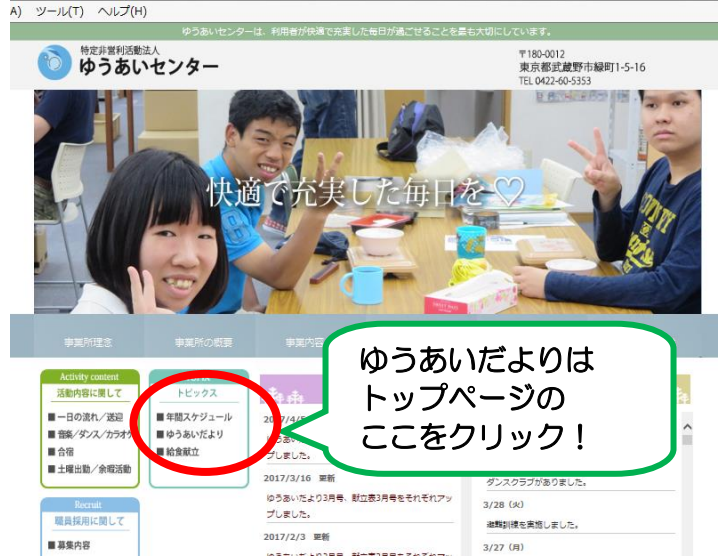 A) ツール(T) ヘルプ(H)
ゆうあいセンターは、利用者が快適で充実した毎日が過ごせることを最も大切にしています。
特定非営利活動法人
ゆうあいセンター
〒180-0012
東京都武蔵野市緑町1-5-16
TEL 0422-60-5353
快適で充実した毎日を♡
事業所理念
事業所の概要
事業内容
ゆうあいだよりは
トップページの
ここをクリック！
Activity content
活動内容に関して
■ 一日の流れ／送迎
■ 音楽／ダンス／カラオケ
■ 合宿
■ 土曜出勤／余暇活動
トピックス
■ 年間スケジュール
■ ゆうあいだより
■ 給食献立
Recruit
職員採用に関して
■ 募集内容
プしました。
2017/3/16 更新
ゆうあいたより3月号、献立表3月号をそれぞれアッ
プしました。
2017/2/3 更新
ダンスクラブがありました。
3/28（火）
避難訓練を実施しました。
3/27（月）